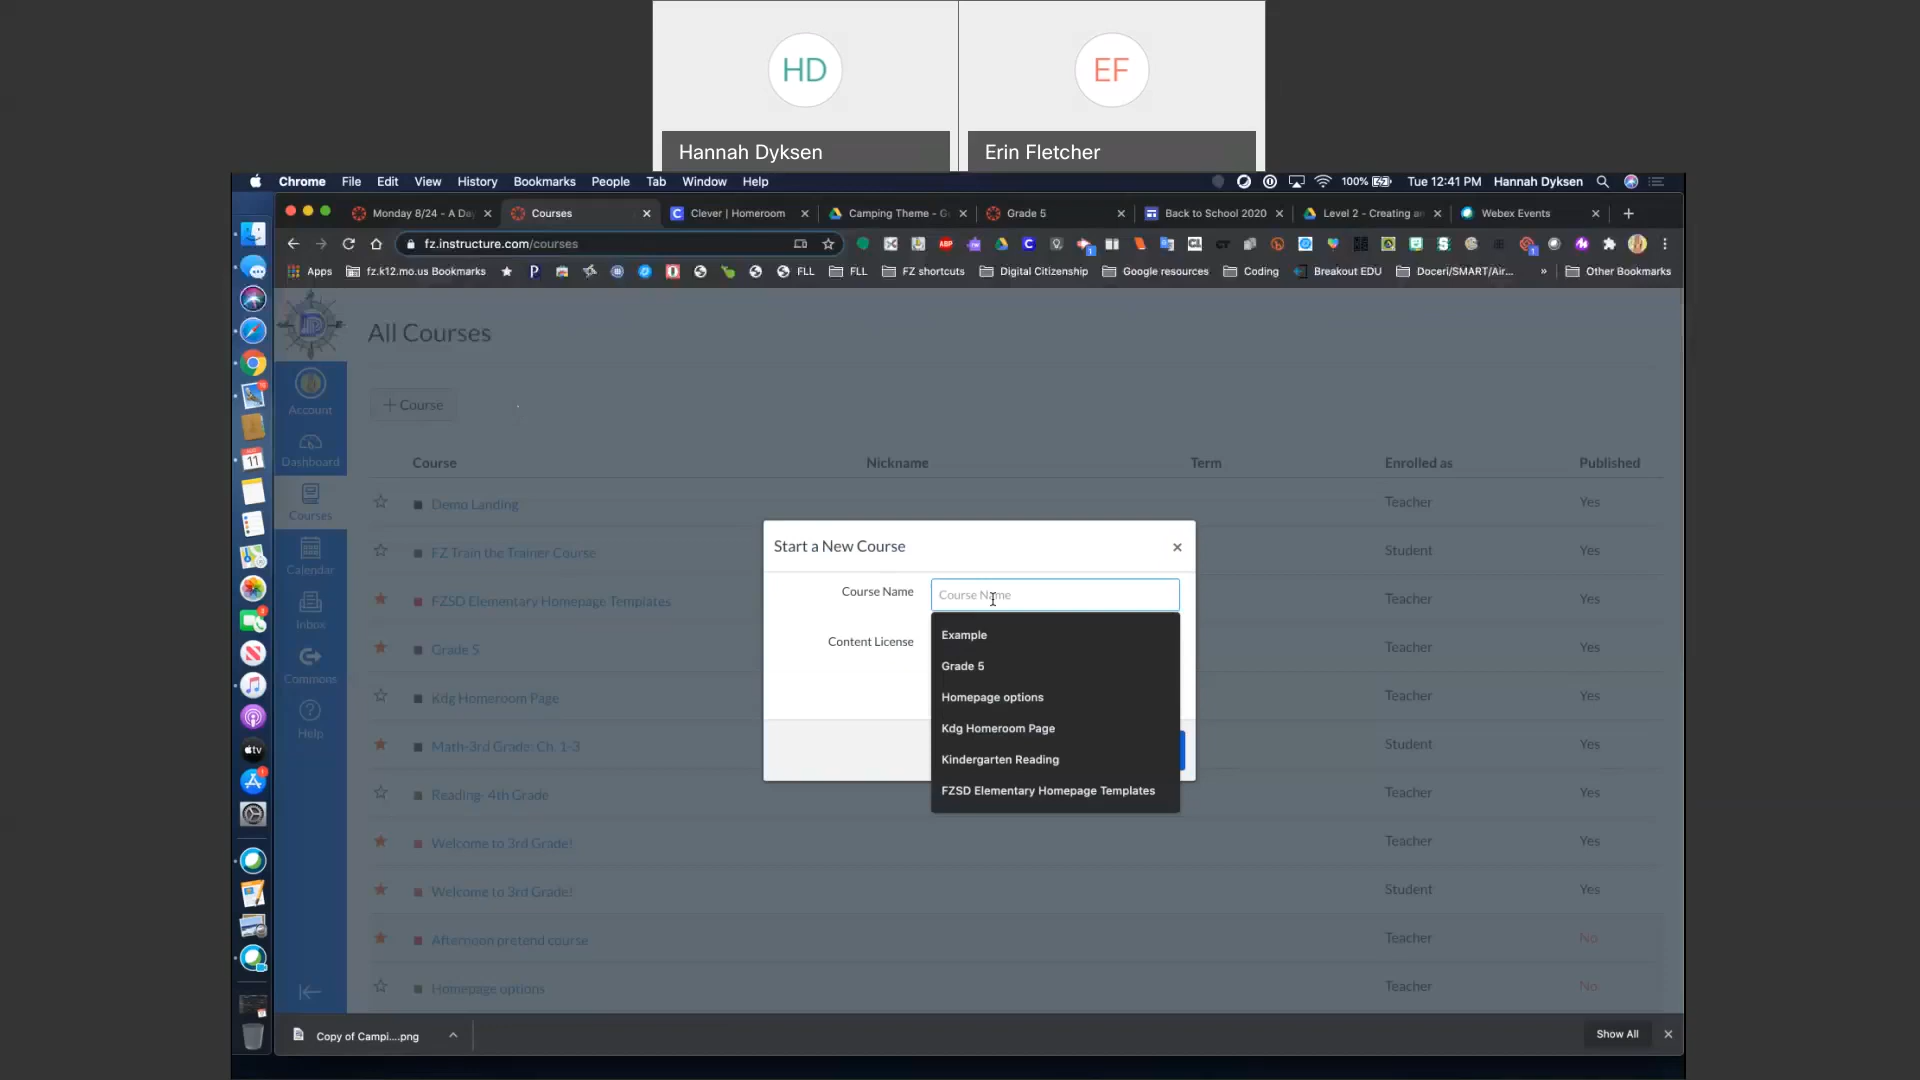 HD
EF
Hannah Dyksen
Erin Fletcher
Chrome File Edit View History Bookmarks People Tab Window Help 100% Tue 12:41 PM Hannah Dyksen
Monday 8/24 - A Da
Courses
Clever | Homeroom
Camping Theme - G
Grade 5
Back to School 2020
Level 2 - Creating a
Webex Events
fz.instructure.com/courses
Apps
fz.k12.mo.us Bookmarks
FLL
FLL
FZ shortcuts
Digital Citizenship
Google resources
Coding
Breakout EDU
Doceri/SMART/Air...
»
Other Bookmarks
All Courses
+ Course
Account
Dashboard
Courses
Calendar
Inbox
Commons
Help
Course Nickname Term Enrolled as Published
Demo Landing Teacher Yes
FZ Train the Trainer Course Student Yes
FZSD Elementary Homepage Templates Teacher Yes
Grade 5 Teacher Yes
Kdg Homeroom Page Teacher Yes
Math-3rd Grade: Ch. 1-3 Student Yes
Reading- 4th Grade Teacher Yes
Welcome to 3rd Grade! Teacher Yes
Welcome to 3rd Grade! Student Yes
Afternoon pretend course Teacher No
Homepage options Teacher No
Start a New Course
Course Name
Course Name
Content License
Example
Grade 5
Homepage options
Kdg Homeroom Page
Kindergarten Reading
FZSD Elementary Homepage Templates
Copy of Campi....png
Show All